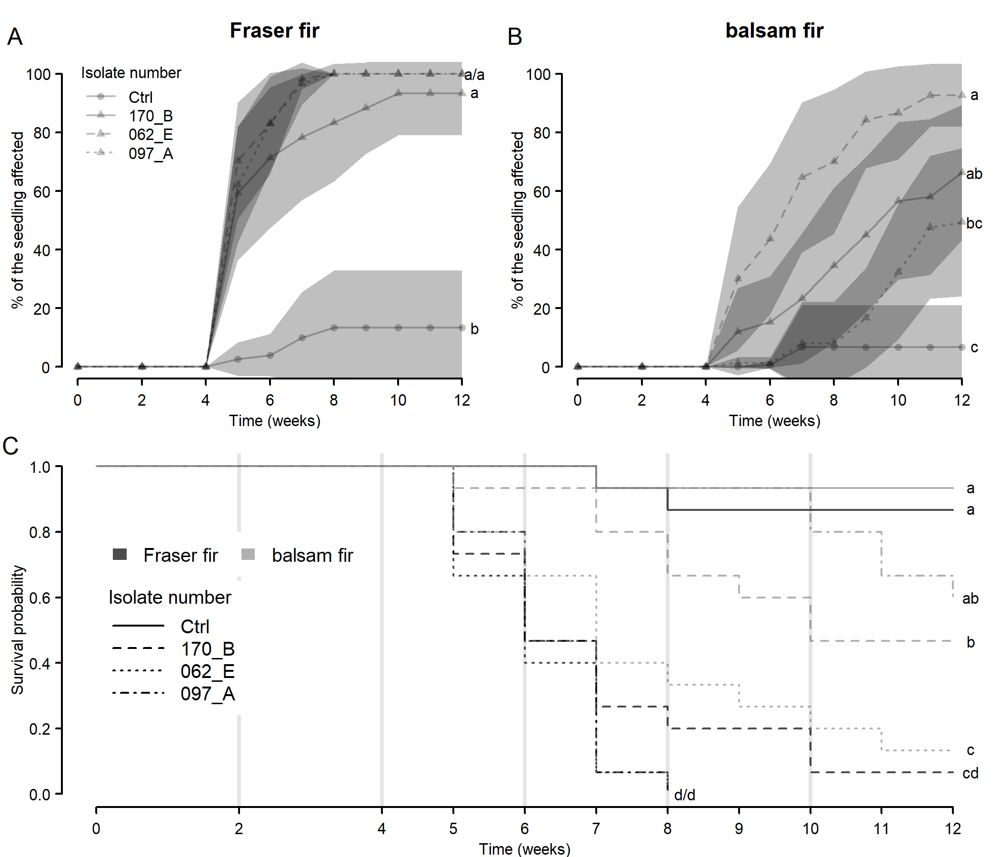 A
Fraser fir
Isolate number
Ctrl
170_B
062_E
097_A
% of the seedling affected
100
80
60
40
20
0
a/a
a
b
0 2 4 6 8 10 12
Time (weeks)
B
balsam fir
% of the seedling affected
100
80
60
40
20
0
a
ab
bc
c
0 2 4 6 8 10 12
Time (weeks)
C
Survival probability
1.0
0.8
0.6
0.4
0.2
0.0
Fraser fir balsam fir
Isolate number
Ctrl
170_B
062_E
097_A
a
a
ab
b
c
cd
d/d
0 2 4 5 6 7 8 9 10 11 12
Time (weeks)